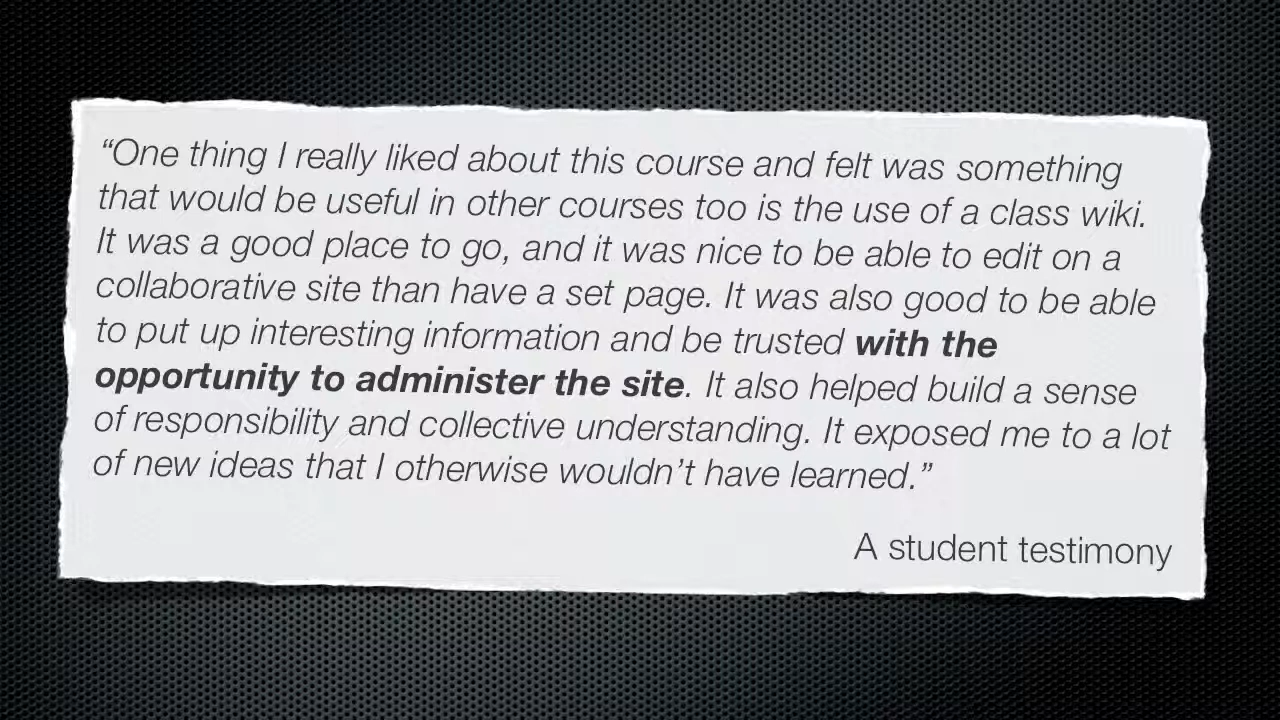 “One thing I really liked about this course and felt was something
that would be useful in other courses too is the use of a class wiki.
It was a good place to go, and it was nice to be able to edit on a
collaborative site than have a set page. It was also good to be able
to put up interesting information and be trusted with the
opportunity to administer the site. It also helped build a sense
of responsibility and collective understanding. It exposed me to a lot
of new ideas that I otherwise wouldn’t have learned.”
A student testimony